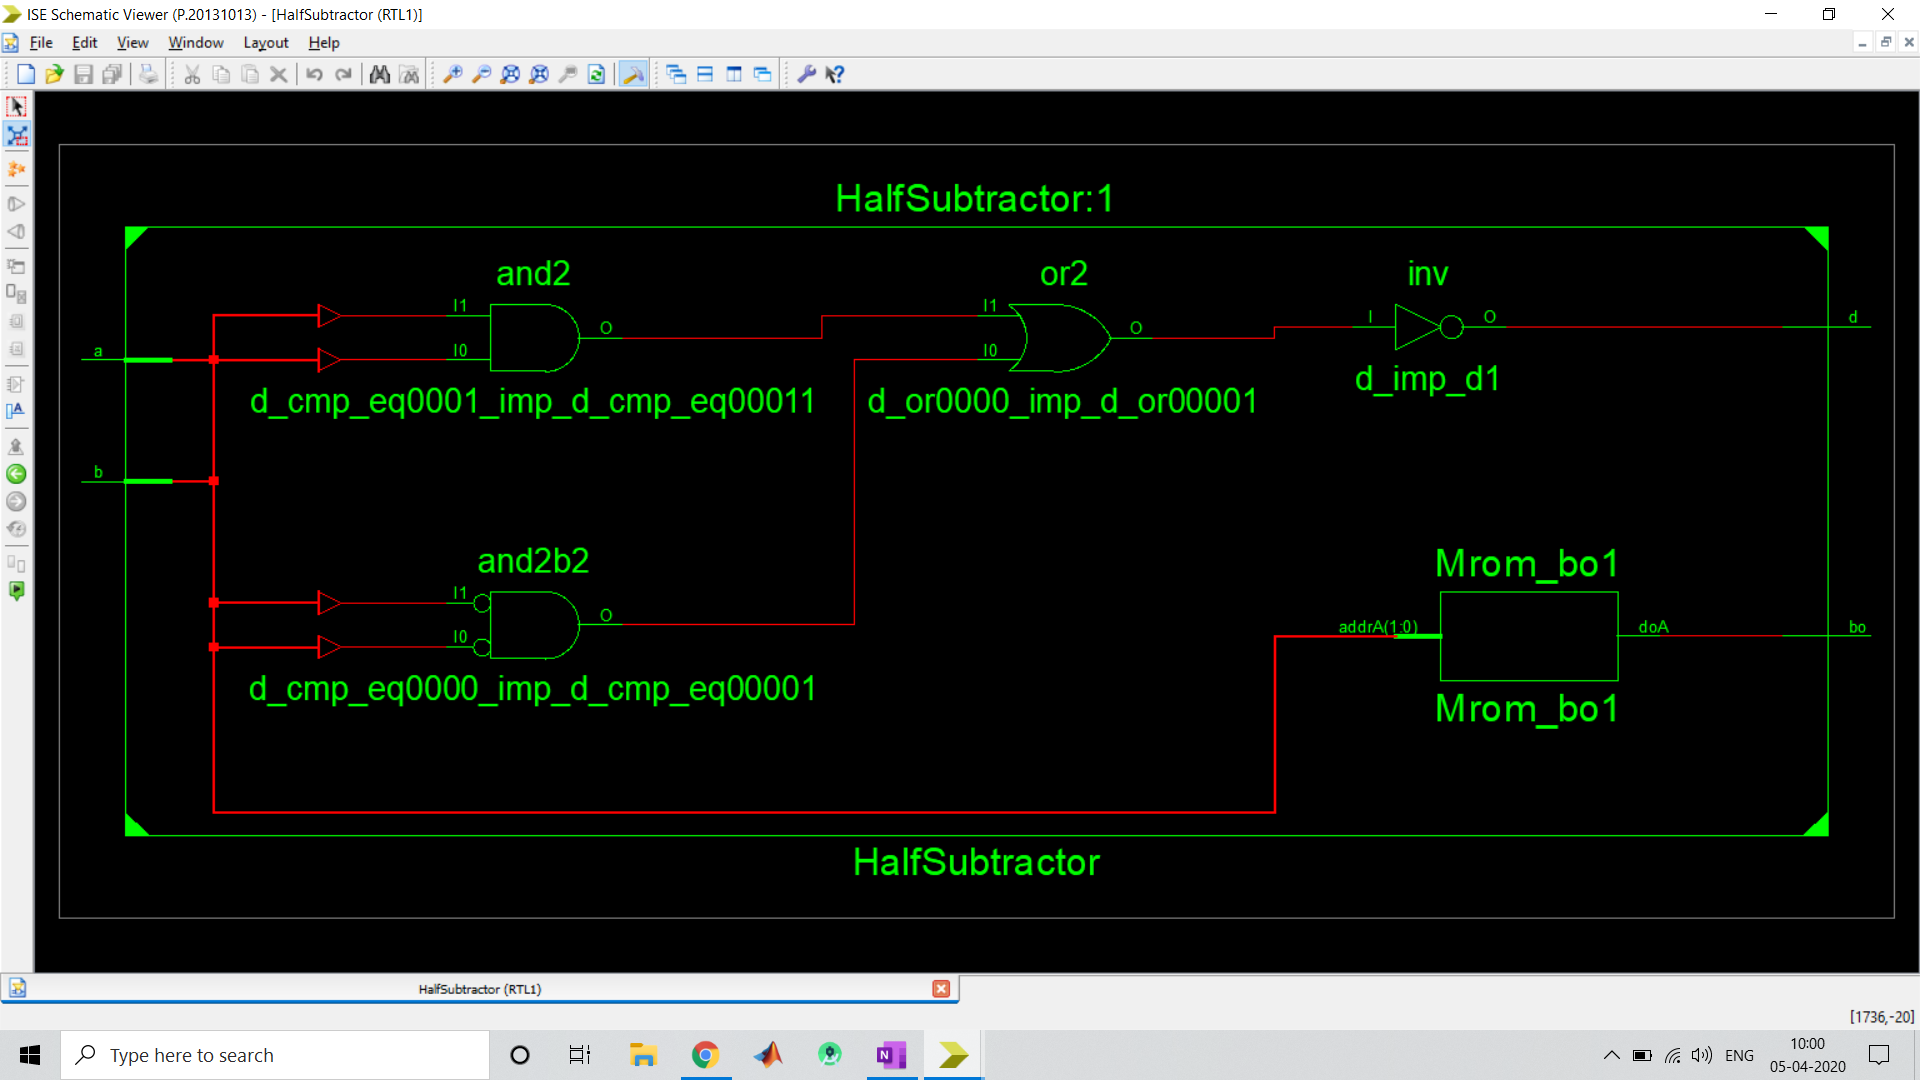 ISE Schematic Viewer (P.20131013) - [HalfSubtractor (RTL1)]
File Edit View Window Layout Help
HalfSubtractor:1
and2 or2 inv
I1 O I1 O I O d
a I0 I0
d_cmp_eq0001_imp_d_cmp_eq00011 d_or0000_imp_d_or00001 d_imp_d1
b
and2b2 Mrom_bo1
I1 O addrA(1:0) doA bo
I0
d_cmp_eq0000_imp_d_cmp_eq00001 Mrom_bo1
HalfSubtractor
HalfSubtractor (RTL1)
[1736,-20]
Type here to search
N
ENG
10:00
05-04-2020